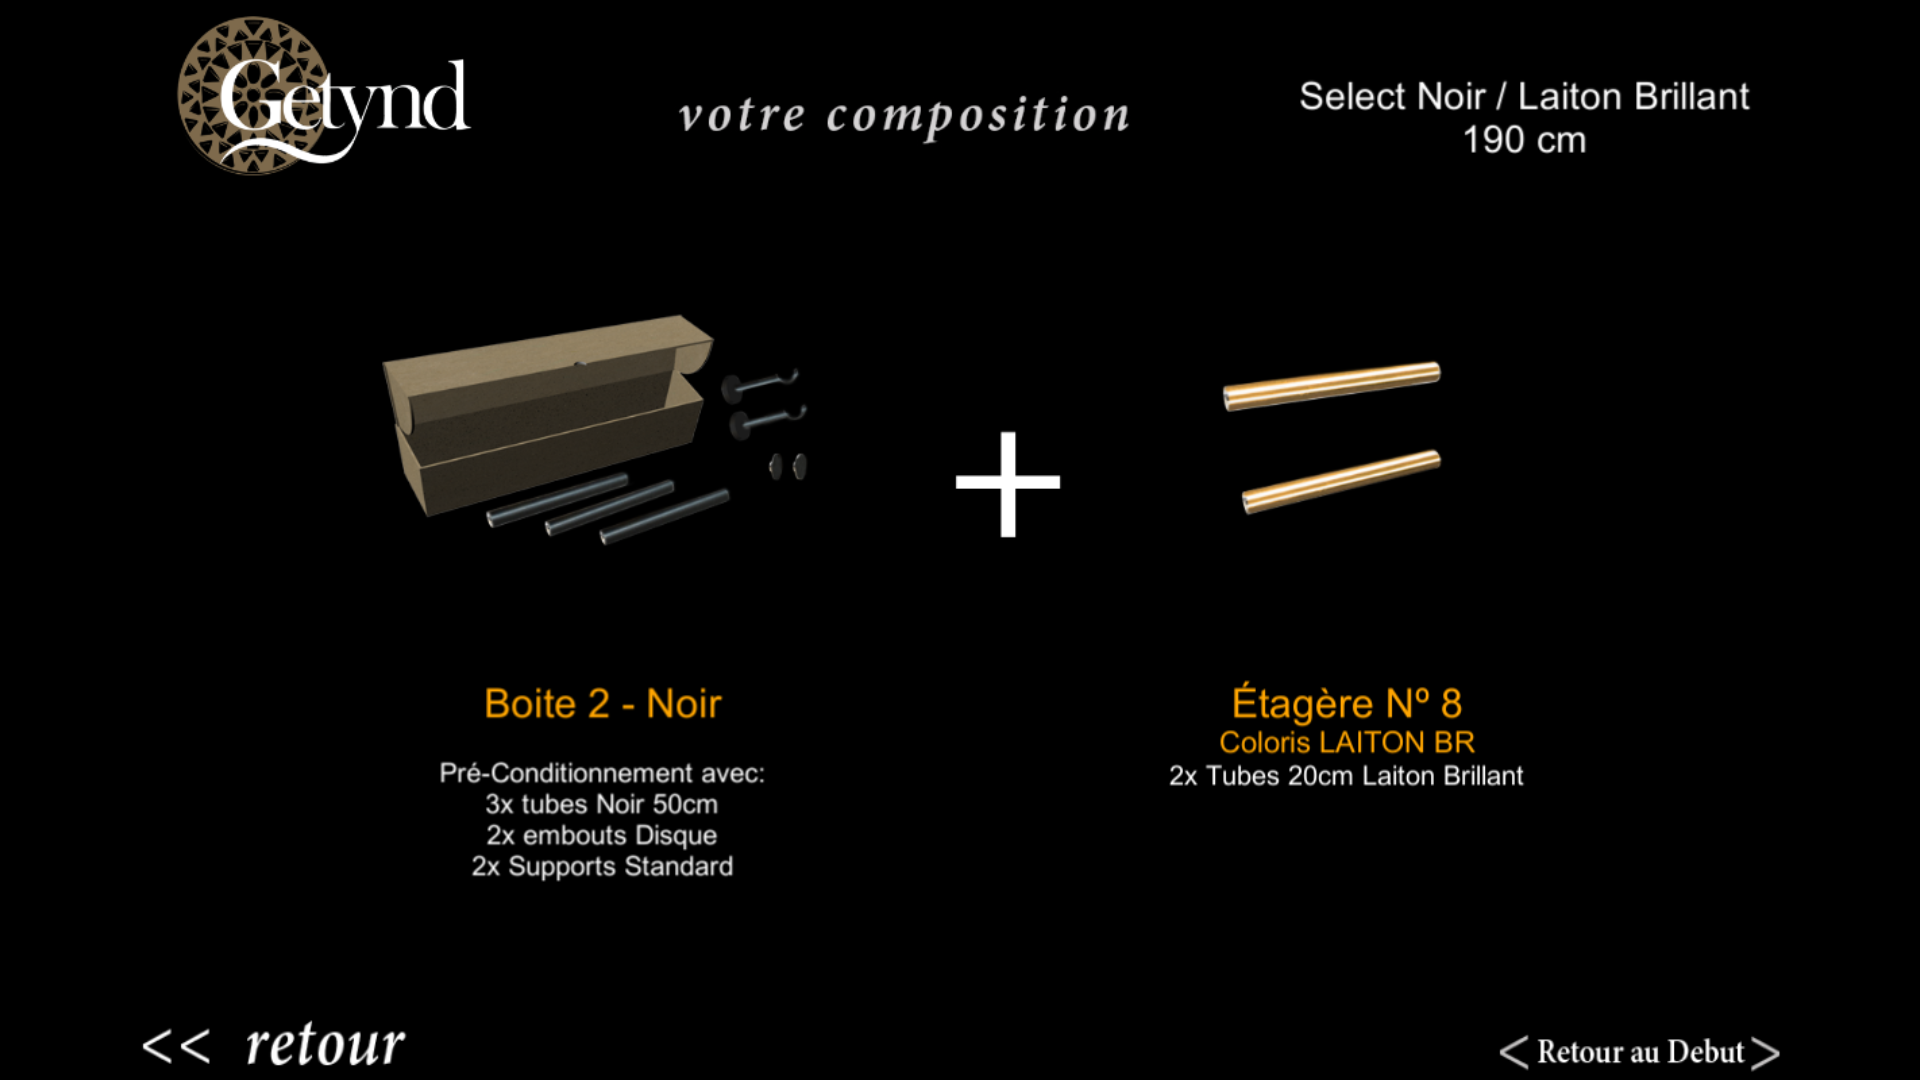 Getynd
votre composition
Select Noir / Laiton Brillant
190 cm
Boite 2 - Noir
Pré-Conditionnement avec:
3x tubes Noir 50cm
2x embouts Disque
2x Supports Standard
Étagère Nº 8
Coloris LAITON BR
2x Tubes 20cm Laiton Brillant
<< retour
< Retour au Debut >